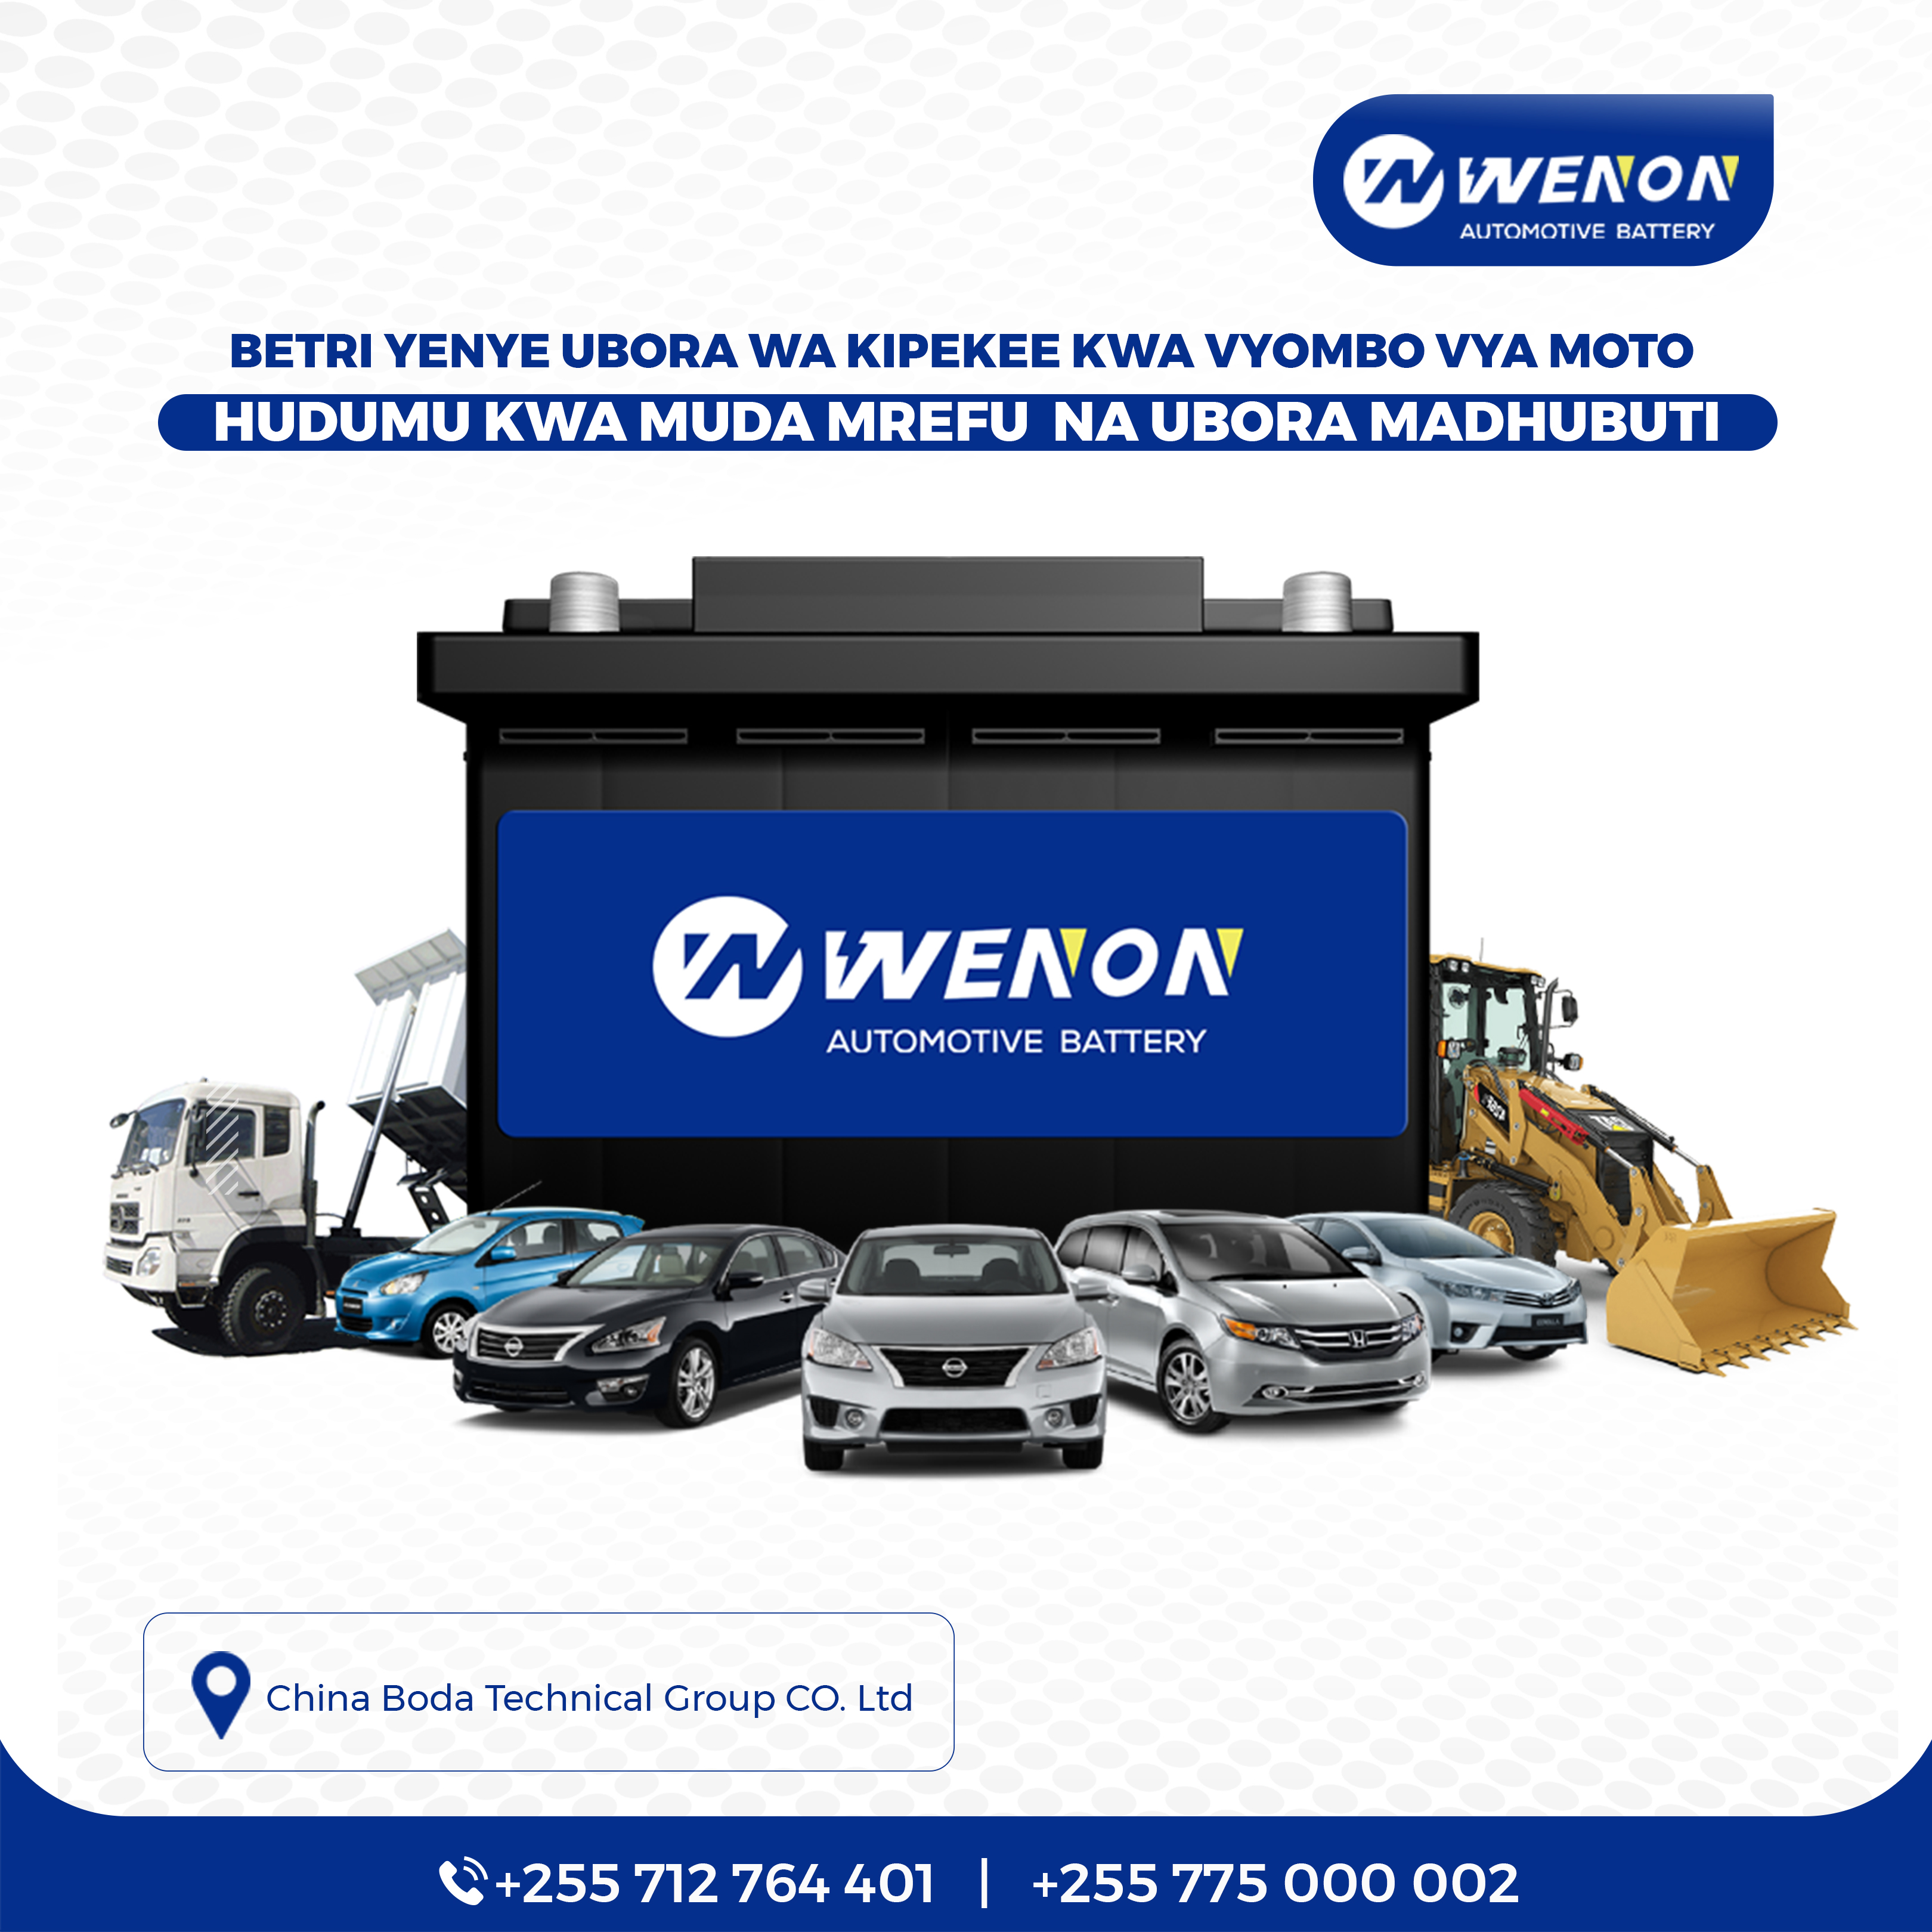 WENON
AUTOMOTIVE BATTERY
BETRI YENYE UBORA WA KIPEKEE KWA VYOMBO VYA MOTO
HUDUMU KWA MUDA MREFU NA UBORA MADHUBUTI
WENON
AUTOMOTIVE BATTERY
COROLLA
China Boda Technical Group CO. Ltd
+255 712 764 401 | +255 775 000 002